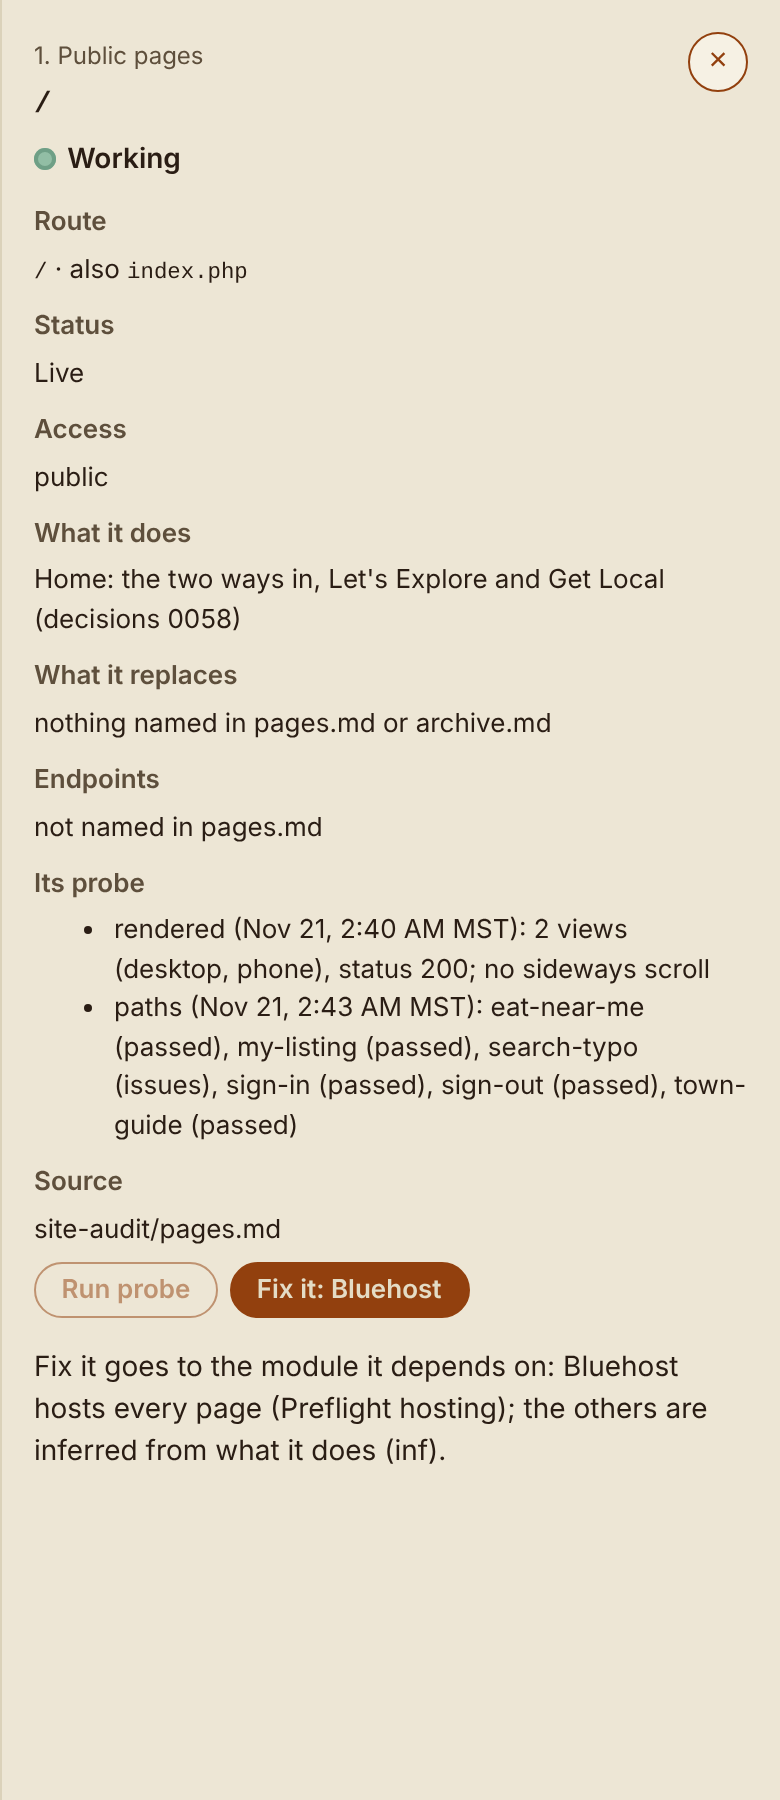 1. Public pages
×
/
Working
Route
/ · also index.php
Status
Live
Access
public
What it does
Home: the two ways in, Let's Explore and Get Local
(decisions 0058)
What it replaces
nothing named in pages.md or archive.md
Endpoints
not named in pages.md
Its probe
• rendered (Nov 21, 2:40 AM MST): 2 views
(desktop, phone), status 200; no sideways scroll
• paths (Nov 21, 2:43 AM MST): eat-near-me
(passed), my-listing (passed), search-typo
(issues), sign-in (passed), sign-out (passed), town-
guide (passed)
Source
site-audit/pages.md
Run probe
Fix it: Bluehost
Fix it goes to the module it depends on: Bluehost
hosts every page (Preflight hosting); the others are
inferred from what it does (inf).